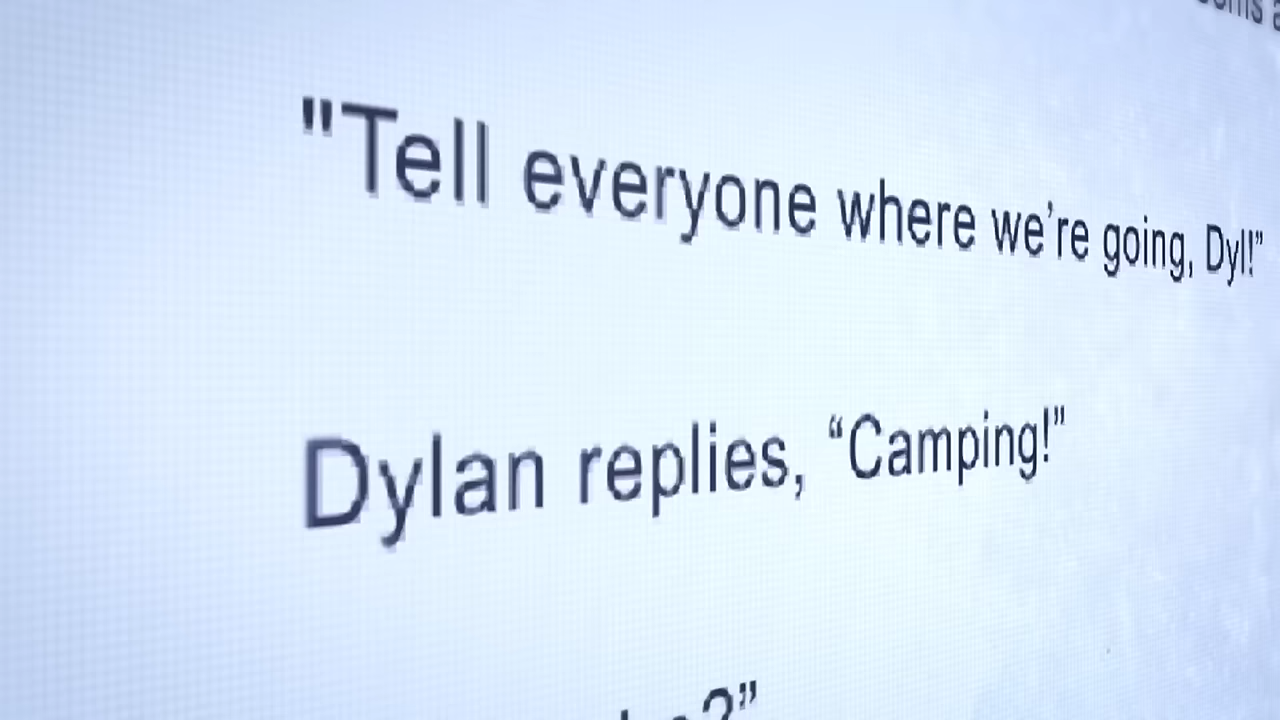 "Tell everyone where we’re going, Dyl!”
Dylan replies, “Camping!”